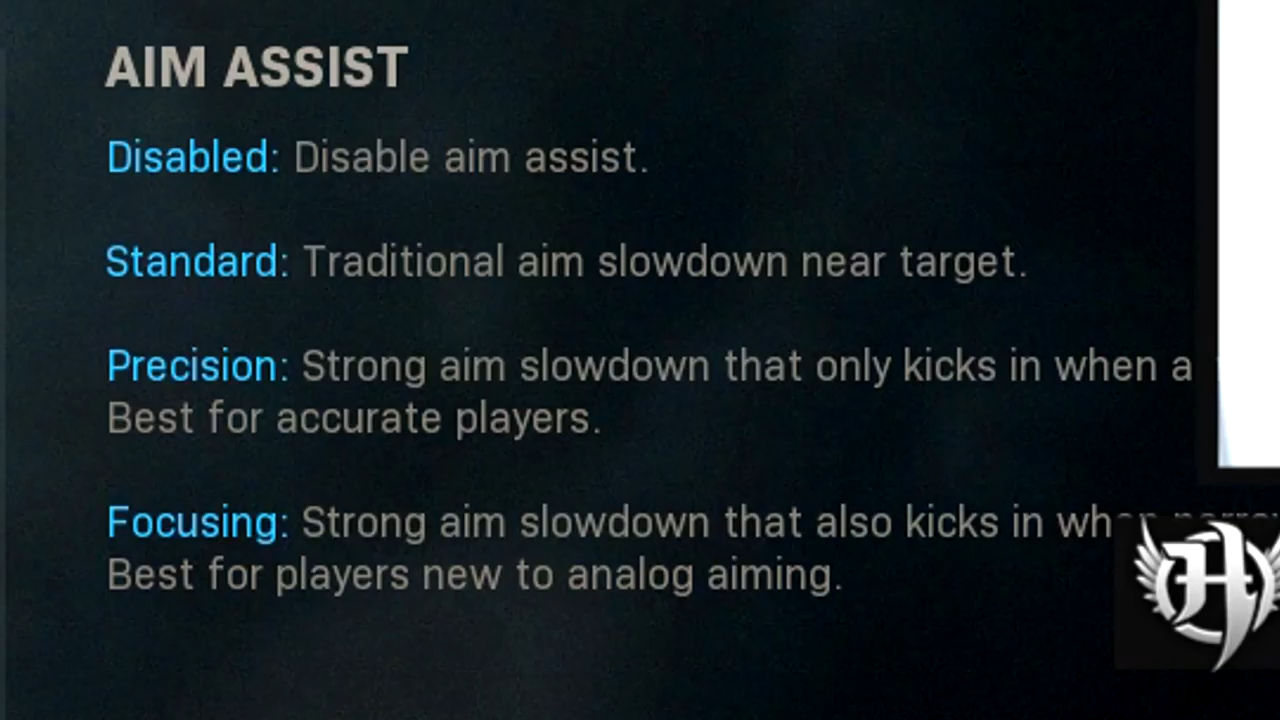 AIM ASSIST
Disabled: Disable aim assist.
Standard: Traditional aim slowdown near target.
Precision: Strong aim slowdown that only kicks in when a
Best for accurate players.
Focusing: Strong aim slowdown that also kicks in when
Best for players new to analog aiming.